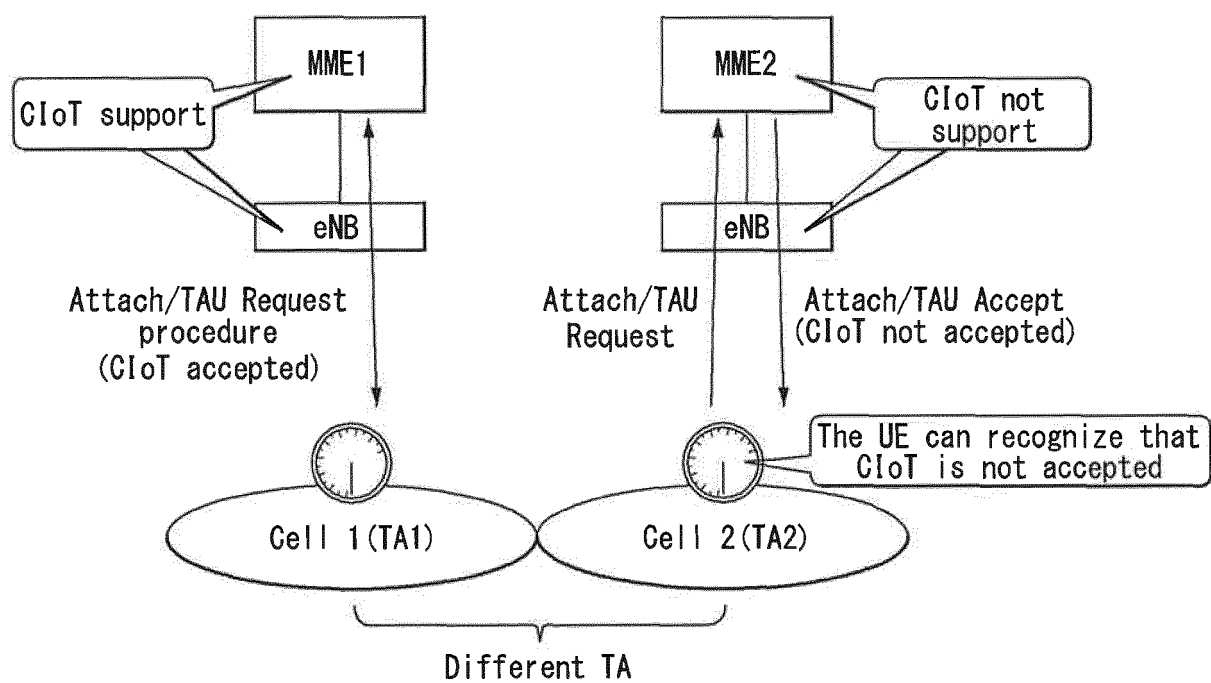 MME1
MME2
CIoT support
CIoT not
support
eNB
eNB
Attach/TAU Request
procedure
(CIoT accepted)
Attach/TAU
Request
Attach/TAU Accept
(CIoT not accepted)
The UE can recognize that
CIoT is not accepted
Cell 1(TA1)
Cell 2(TA2)
Different TA